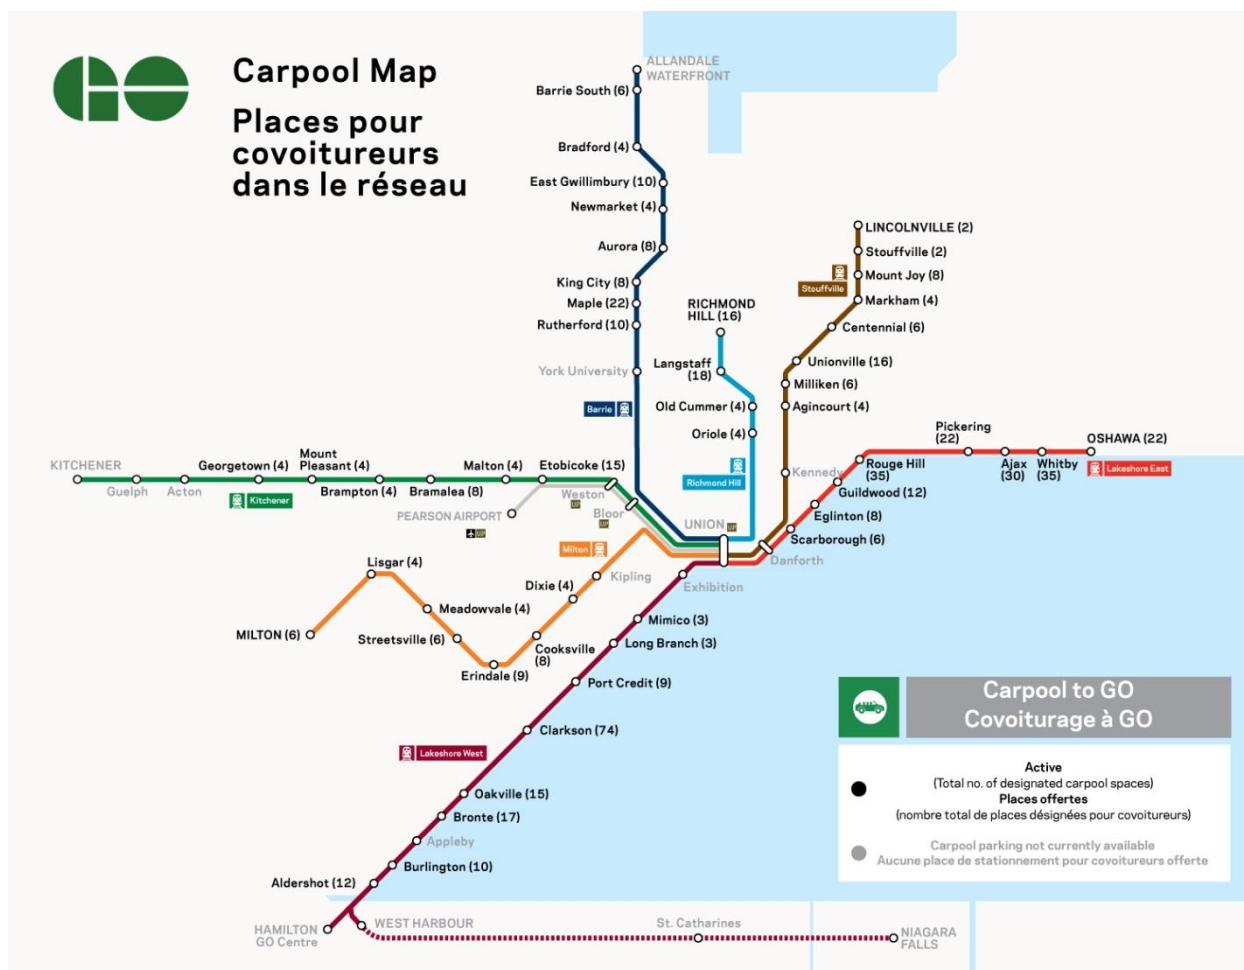 GO
Carpool Map
Places pour
covoitureurs
dans le réseau
ALLANDALE
WATERFRONT
Barrie South (6)
Bradford (4)
East Gwillimbury (10)
Newmarket (4)
Aurora (8)
King City (8)
Maple (22)
Rutherford (10)
York University
Barrie
RICHMOND
HILL (16)
Langstaff
(18)
Old Cummer (4)
Oriole (4)
Richmond Hill
LINCOLNVILLE (2)
Stouffville (2)
Mount Joy (8)
Stouffville
Markham (4)
Centennial (6)
Unionville (16)
Milliken (6)
Agincourt (4)
Kennedy
Danforth
Pickering
(22)
OSHAWA (22)
Rouge Hill
(35)
Ajax
(30)
Whitby
(35)
Lakeshore East
Guildwood (12)
Eglinton (8)
Scarborough (6)
KITCHENER
Guelph
Acton
Georgetown (4)
Kitchener
Mount
Pleasant (4)
Brampton (4)
Bramalea (8)
Malton (4)
Etobicoke (15)
Weston
UP
Bloor
UP
PEARSON AIRPORT
UP
UNION
UP
Milton
Lisgar (4)
Dixie (4)
Kipling
Meadowvale (4)
MILTON (6)
Streetsville (6)
Cooksville
(8)
Erindale (9)
Exhibition
Mimico (3)
Long Branch (3)
Port Credit (9)
Clarkson (74)
Lakeshore West
Oakville (15)
Bronte (17)
Appleby
Burlington (10)
Aldershot (12)
HAMILTON
GO Centre
WEST HARBOUR
St. Catharines
NIAGARA
FALLS
Carpool to GO
Covoiturage à GO
Active
(Total no. of designated carpool spaces)
Places offertes
(nombre total de places désignées pour covoitureurs)
Carpool parking not currently available
Aucune place de stationnement pour covoitureurs offerte